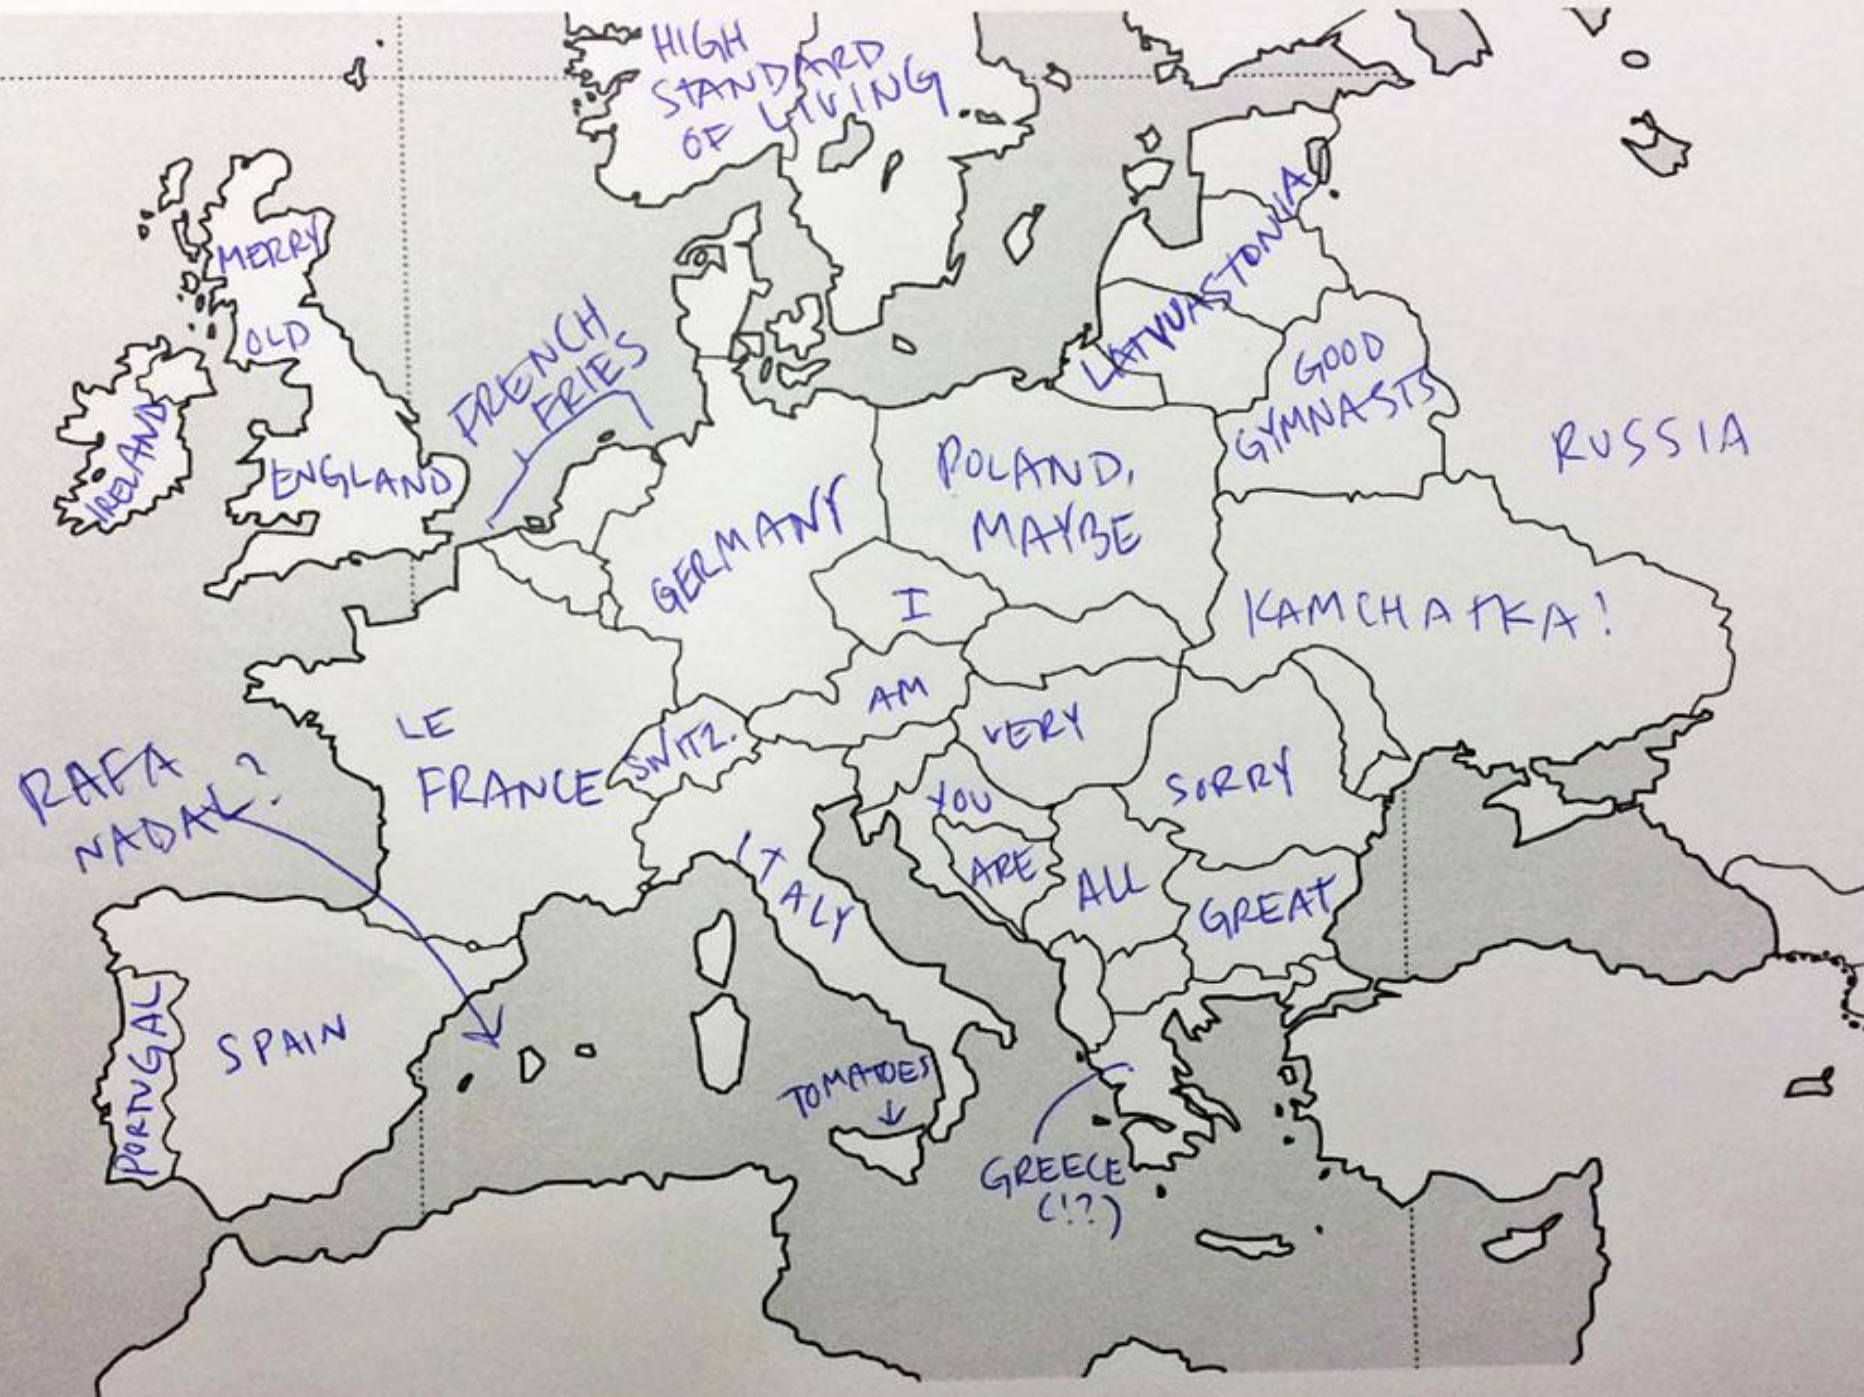 HIGH
STANDARD
OF LIVING
MERRY
OLD
ENGLAND
IRELAND
FRENCH
FRIES
LATVUASTONIA
GOOD
GYMNASTS
RUSSIA
POLAND,
MAYBE
GERMANY
KAMCHATKA!
I
AM
VERY
SORRY
YOU
ARE
ALL
GREAT
LE
FRANCE
SWITZ.
ITALY
RAFA
NADAL?
PORTUGAL
SPAIN
TOMATOES
GREECE
(!?)